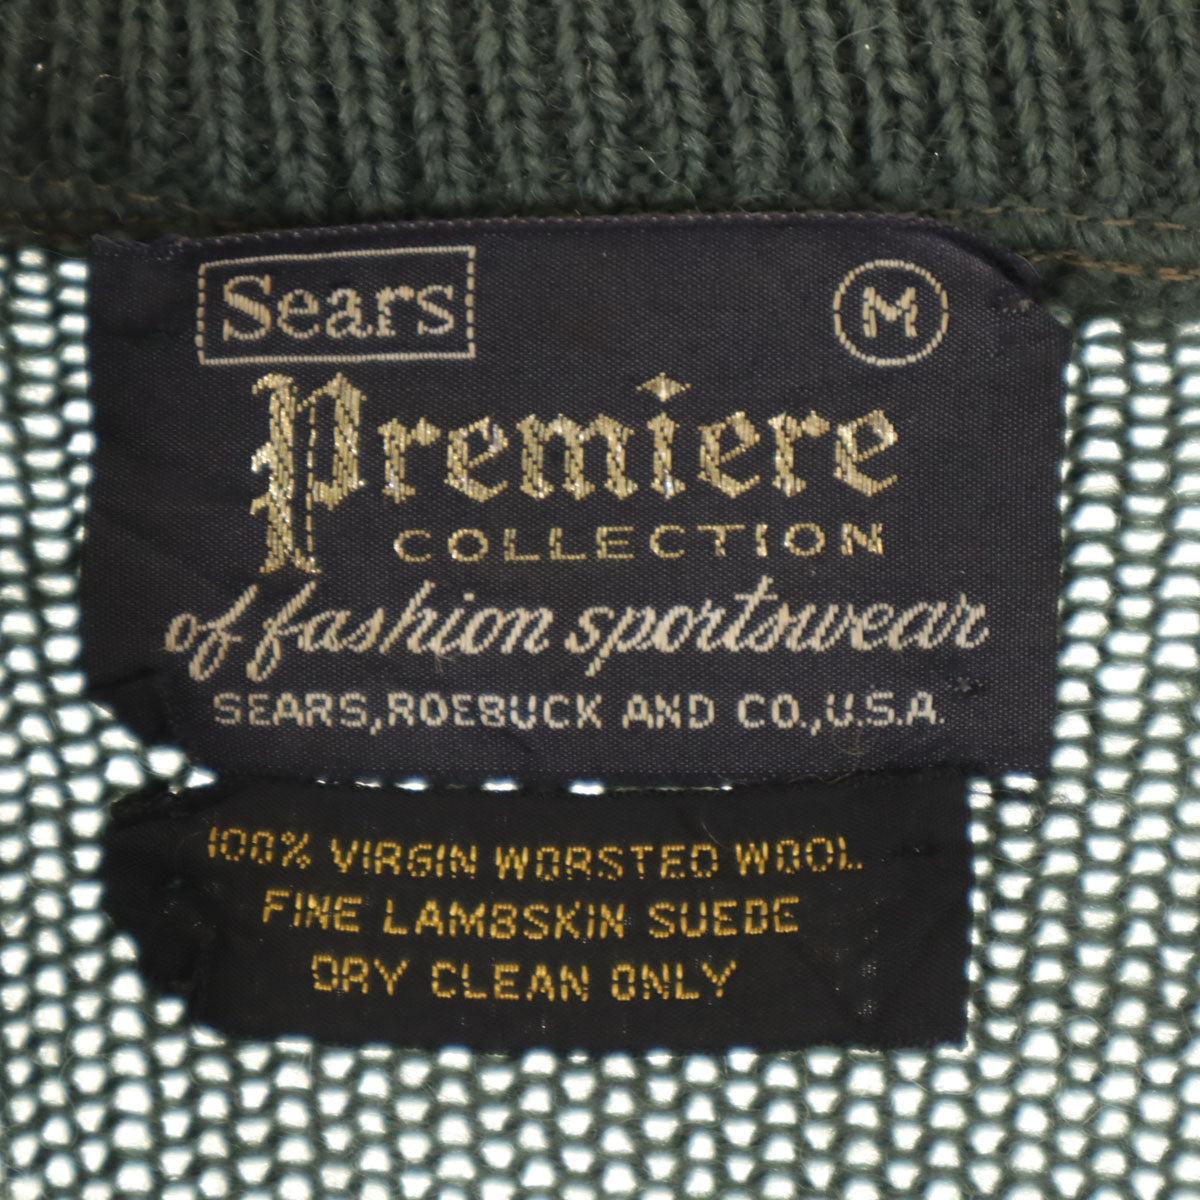 Sears
M
Premiere
COLLECTION
of fashion sportswear
SEARS, ROEBUCK AND CO., U.S.A.
100% VIRGIN WORSTED WOOL
FINE LAMBSKIN SUEDE
DRY CLEAN ONLY